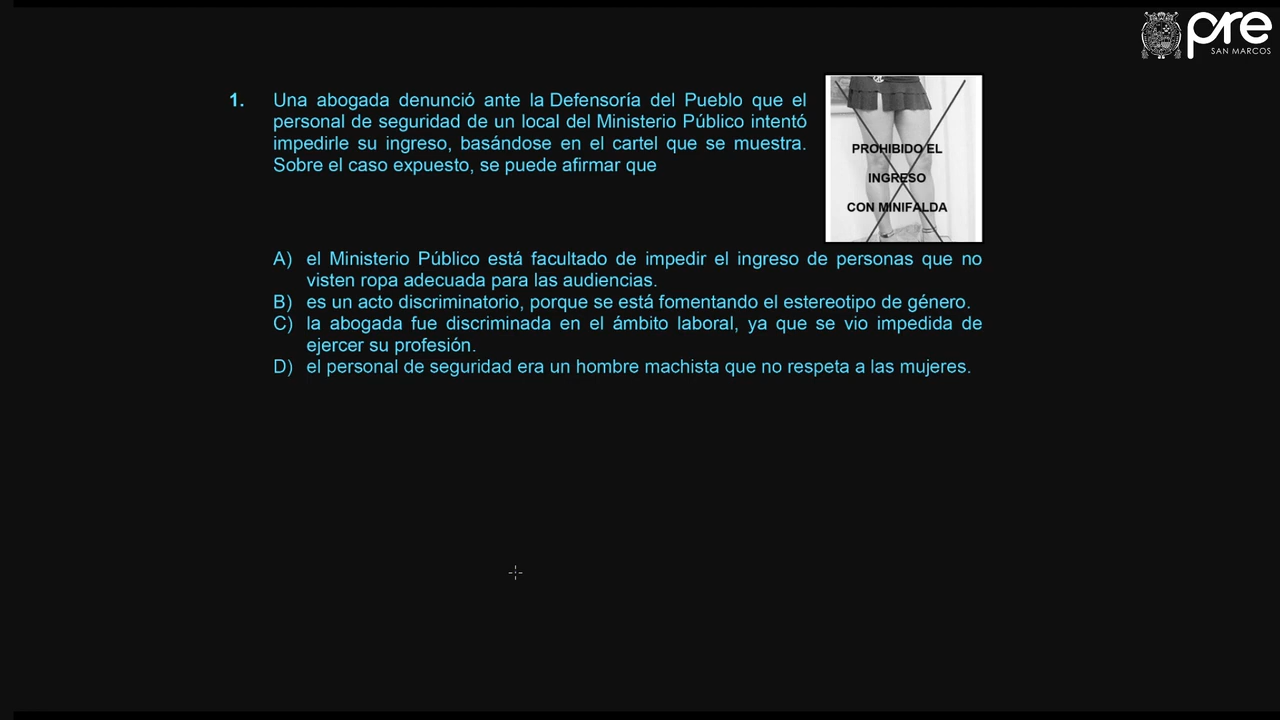 pre
SAN MARCOS
1. Una abogada denunció ante la Defensoría del Pueblo que el
personal de seguridad de un local del Ministerio Público intentó
impedirle su ingreso, basándose en el cartel que se muestra.
Sobre el caso expuesto, se puede afirmar que
PROHIBIDO EL
INGRESO
CON MINIFALDA
A) el Ministerio Público está facultado de impedir el ingreso de personas que no
visten ropa adecuada para las audiencias.
B) es un acto discriminatorio, porque se está fomentando el estereotipo de género.
C) la abogada fue discriminada en el ámbito laboral, ya que se vio impedida de
ejercer su profesión.
D) el personal de seguridad era un hombre machista que no respeta a las mujeres.